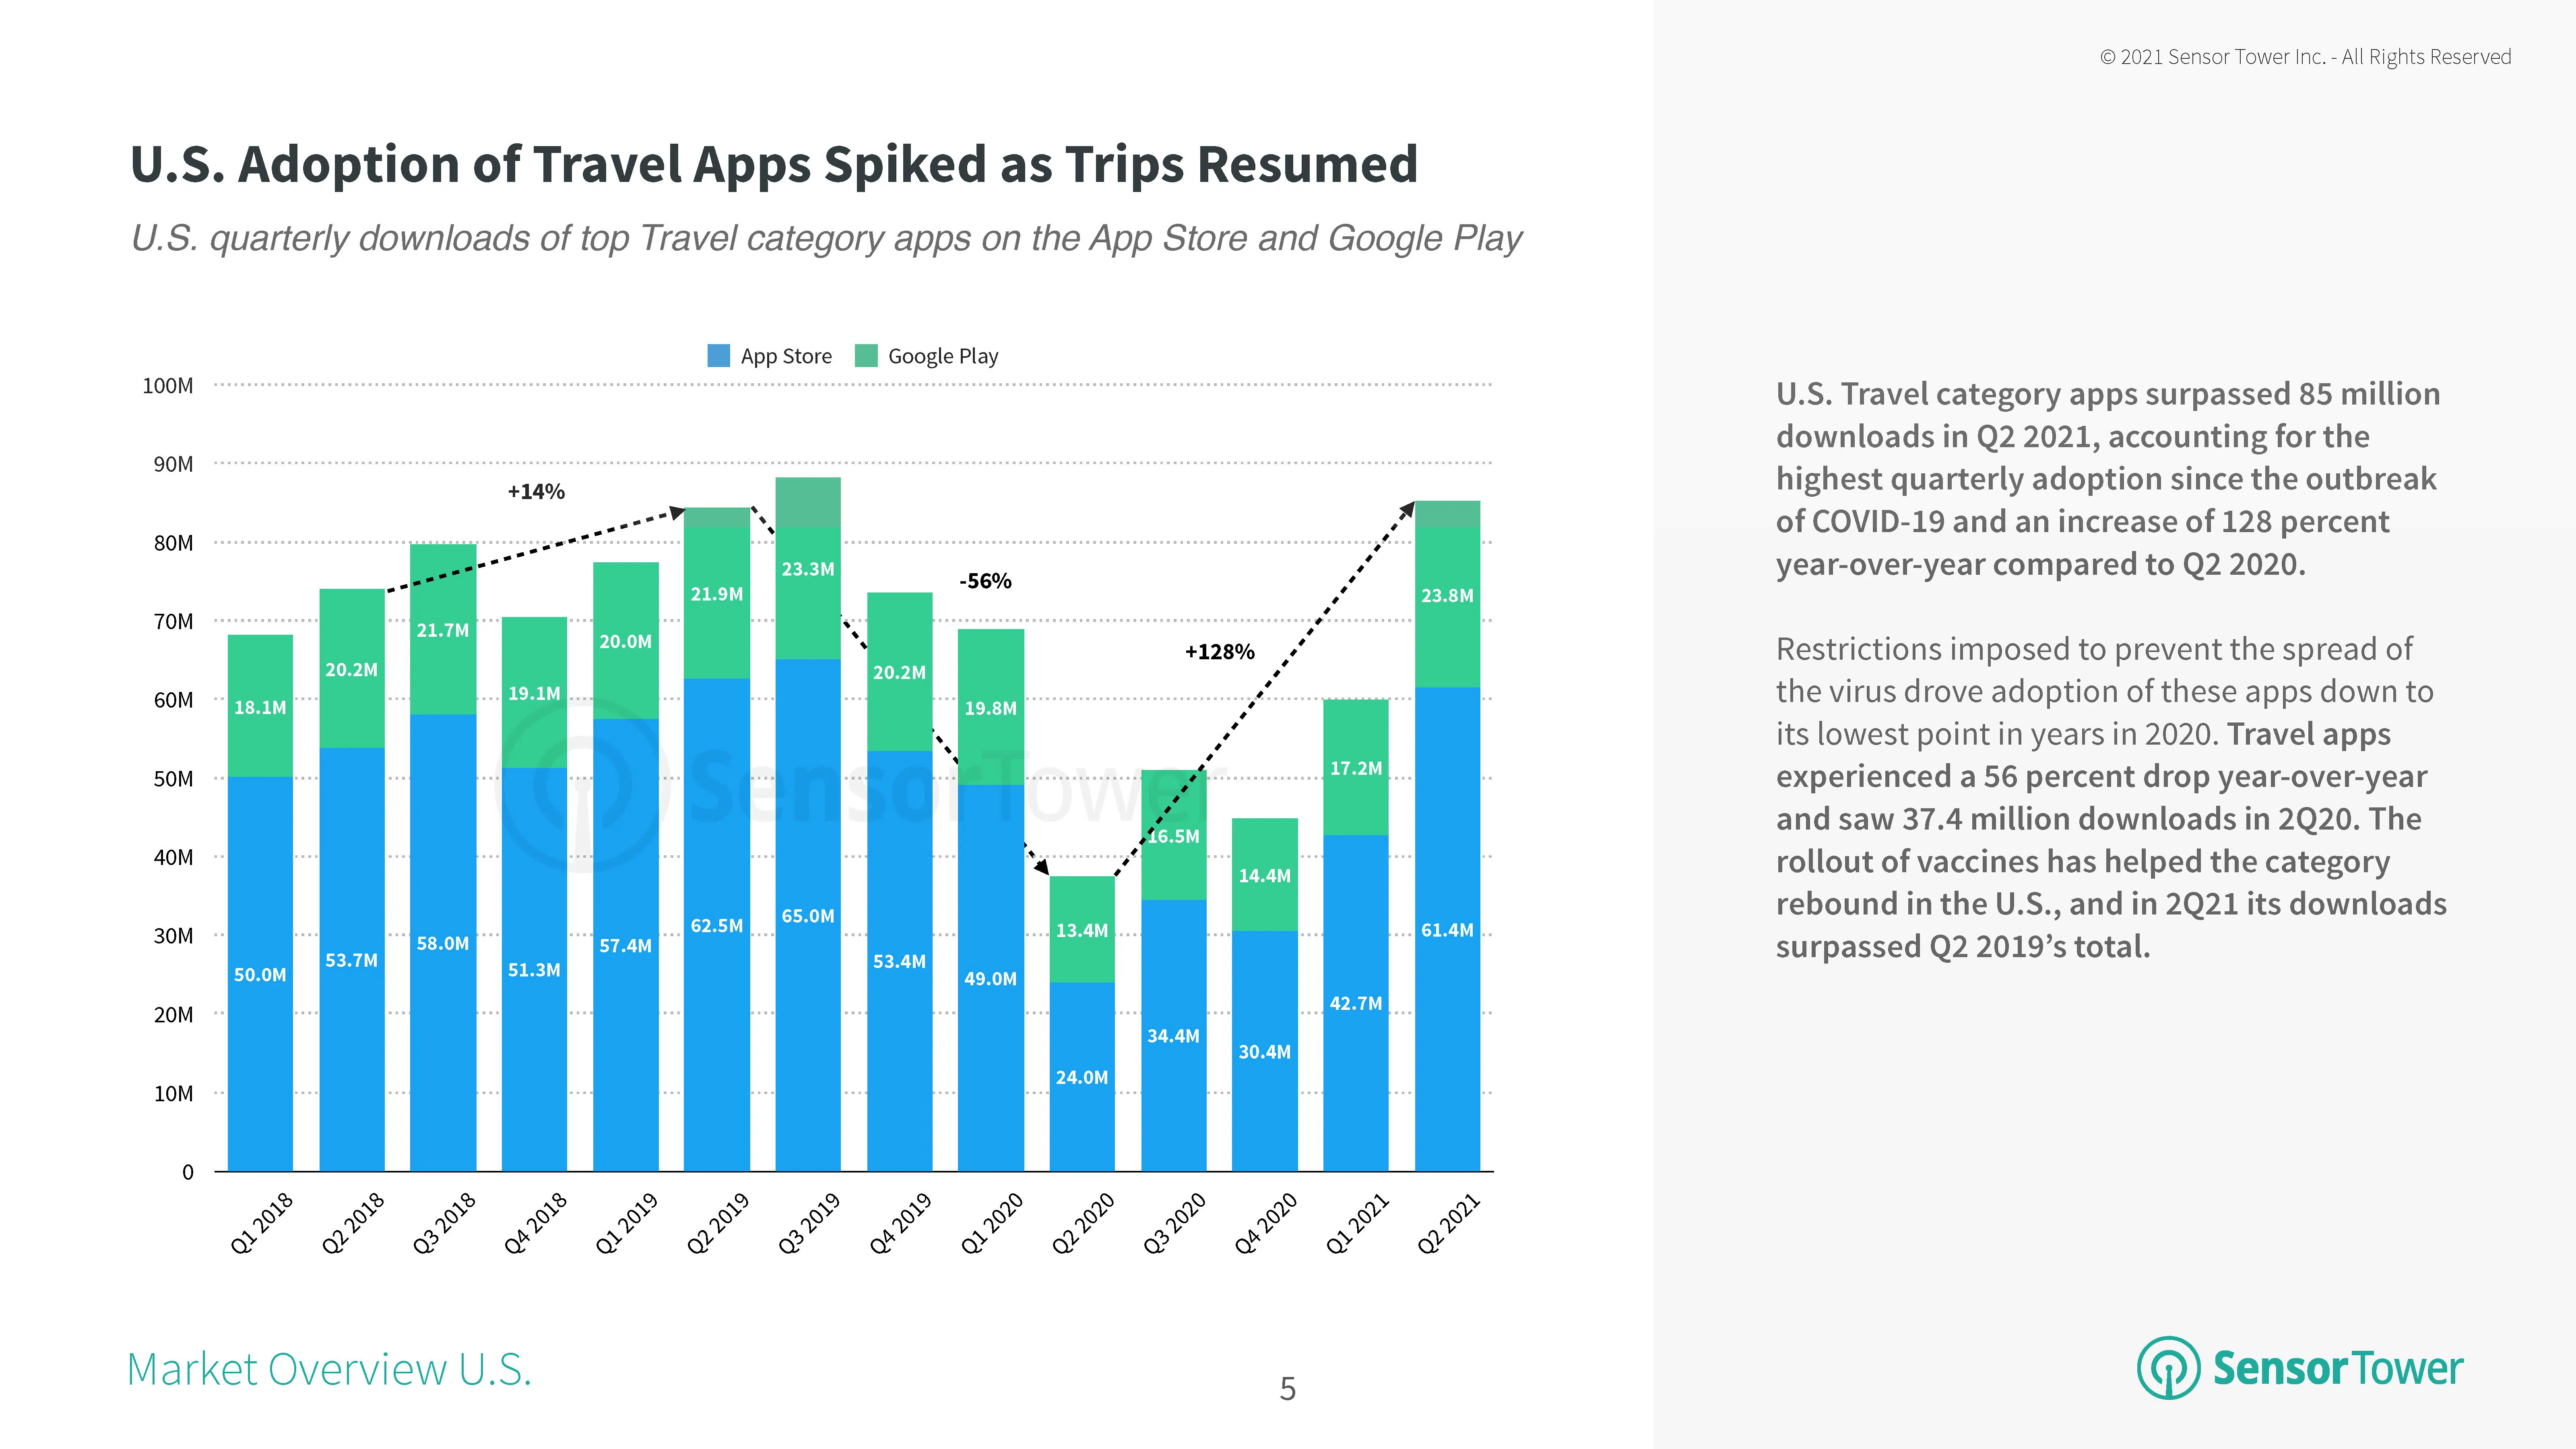 © 2021 Sensor Tower Inc. - All Rights Reserved
U.S. Adoption of Travel Apps Spiked as Trips Resumed
U.S. quarterly downloads of top Travel category apps on the App Store and Google Play
App Store
Google Play
100M
90M
80M
70M
60M
50M
40M
30M
20M
10M
0
+14%
-56%
+128%
18.1M
20.2M
21.7M
19.1M
20.0M
21.9M
23.3M
20.2M
19.8M
13.4M
16.5M
14.4M
17.2M
23.8M
50.0M
53.7M
58.0M
51.3M
57.4M
62.5M
65.0M
53.4M
49.0M
24.0M
34.4M
30.4M
42.7M
61.4M
SensorTower
Q1 2018
Q2 2018
Q3 2018
Q4 2018
Q1 2019
Q2 2019
Q3 2019
Q4 2019
Q1 2020
Q2 2020
Q3 2020
Q4 2020
Q1 2021
Q2 2021
U.S. Travel category apps surpassed 85 million
downloads in Q2 2021, accounting for the
highest quarterly adoption since the outbreak
of COVID-19 and an increase of 128 percent
year-over-year compared to Q2 2020.
Restrictions imposed to prevent the spread of
the virus drove adoption of these apps down to
its lowest point in years in 2020. Travel apps
experienced a 56 percent drop year-over-year
and saw 37.4 million downloads in 2Q20. The
rollout of vaccines has helped the category
rebound in the U.S., and in 2Q21 its downloads
surpassed Q2 2019’s total.
Market Overview U.S.
5
SensorTower